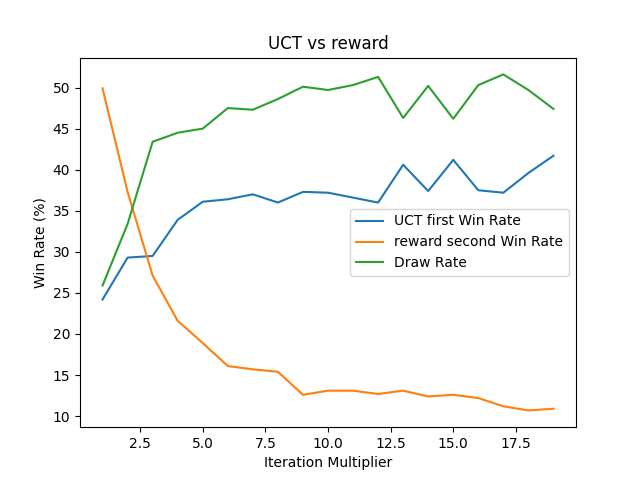 UCT vs reward
Win Rate (%)
50
45
40
35
30
25
20
15
10
UCT first Win Rate
reward second Win Rate
Draw Rate
2.5 5.0 7.5 10.0 12.5 15.0 17.5
Iteration Multiplier